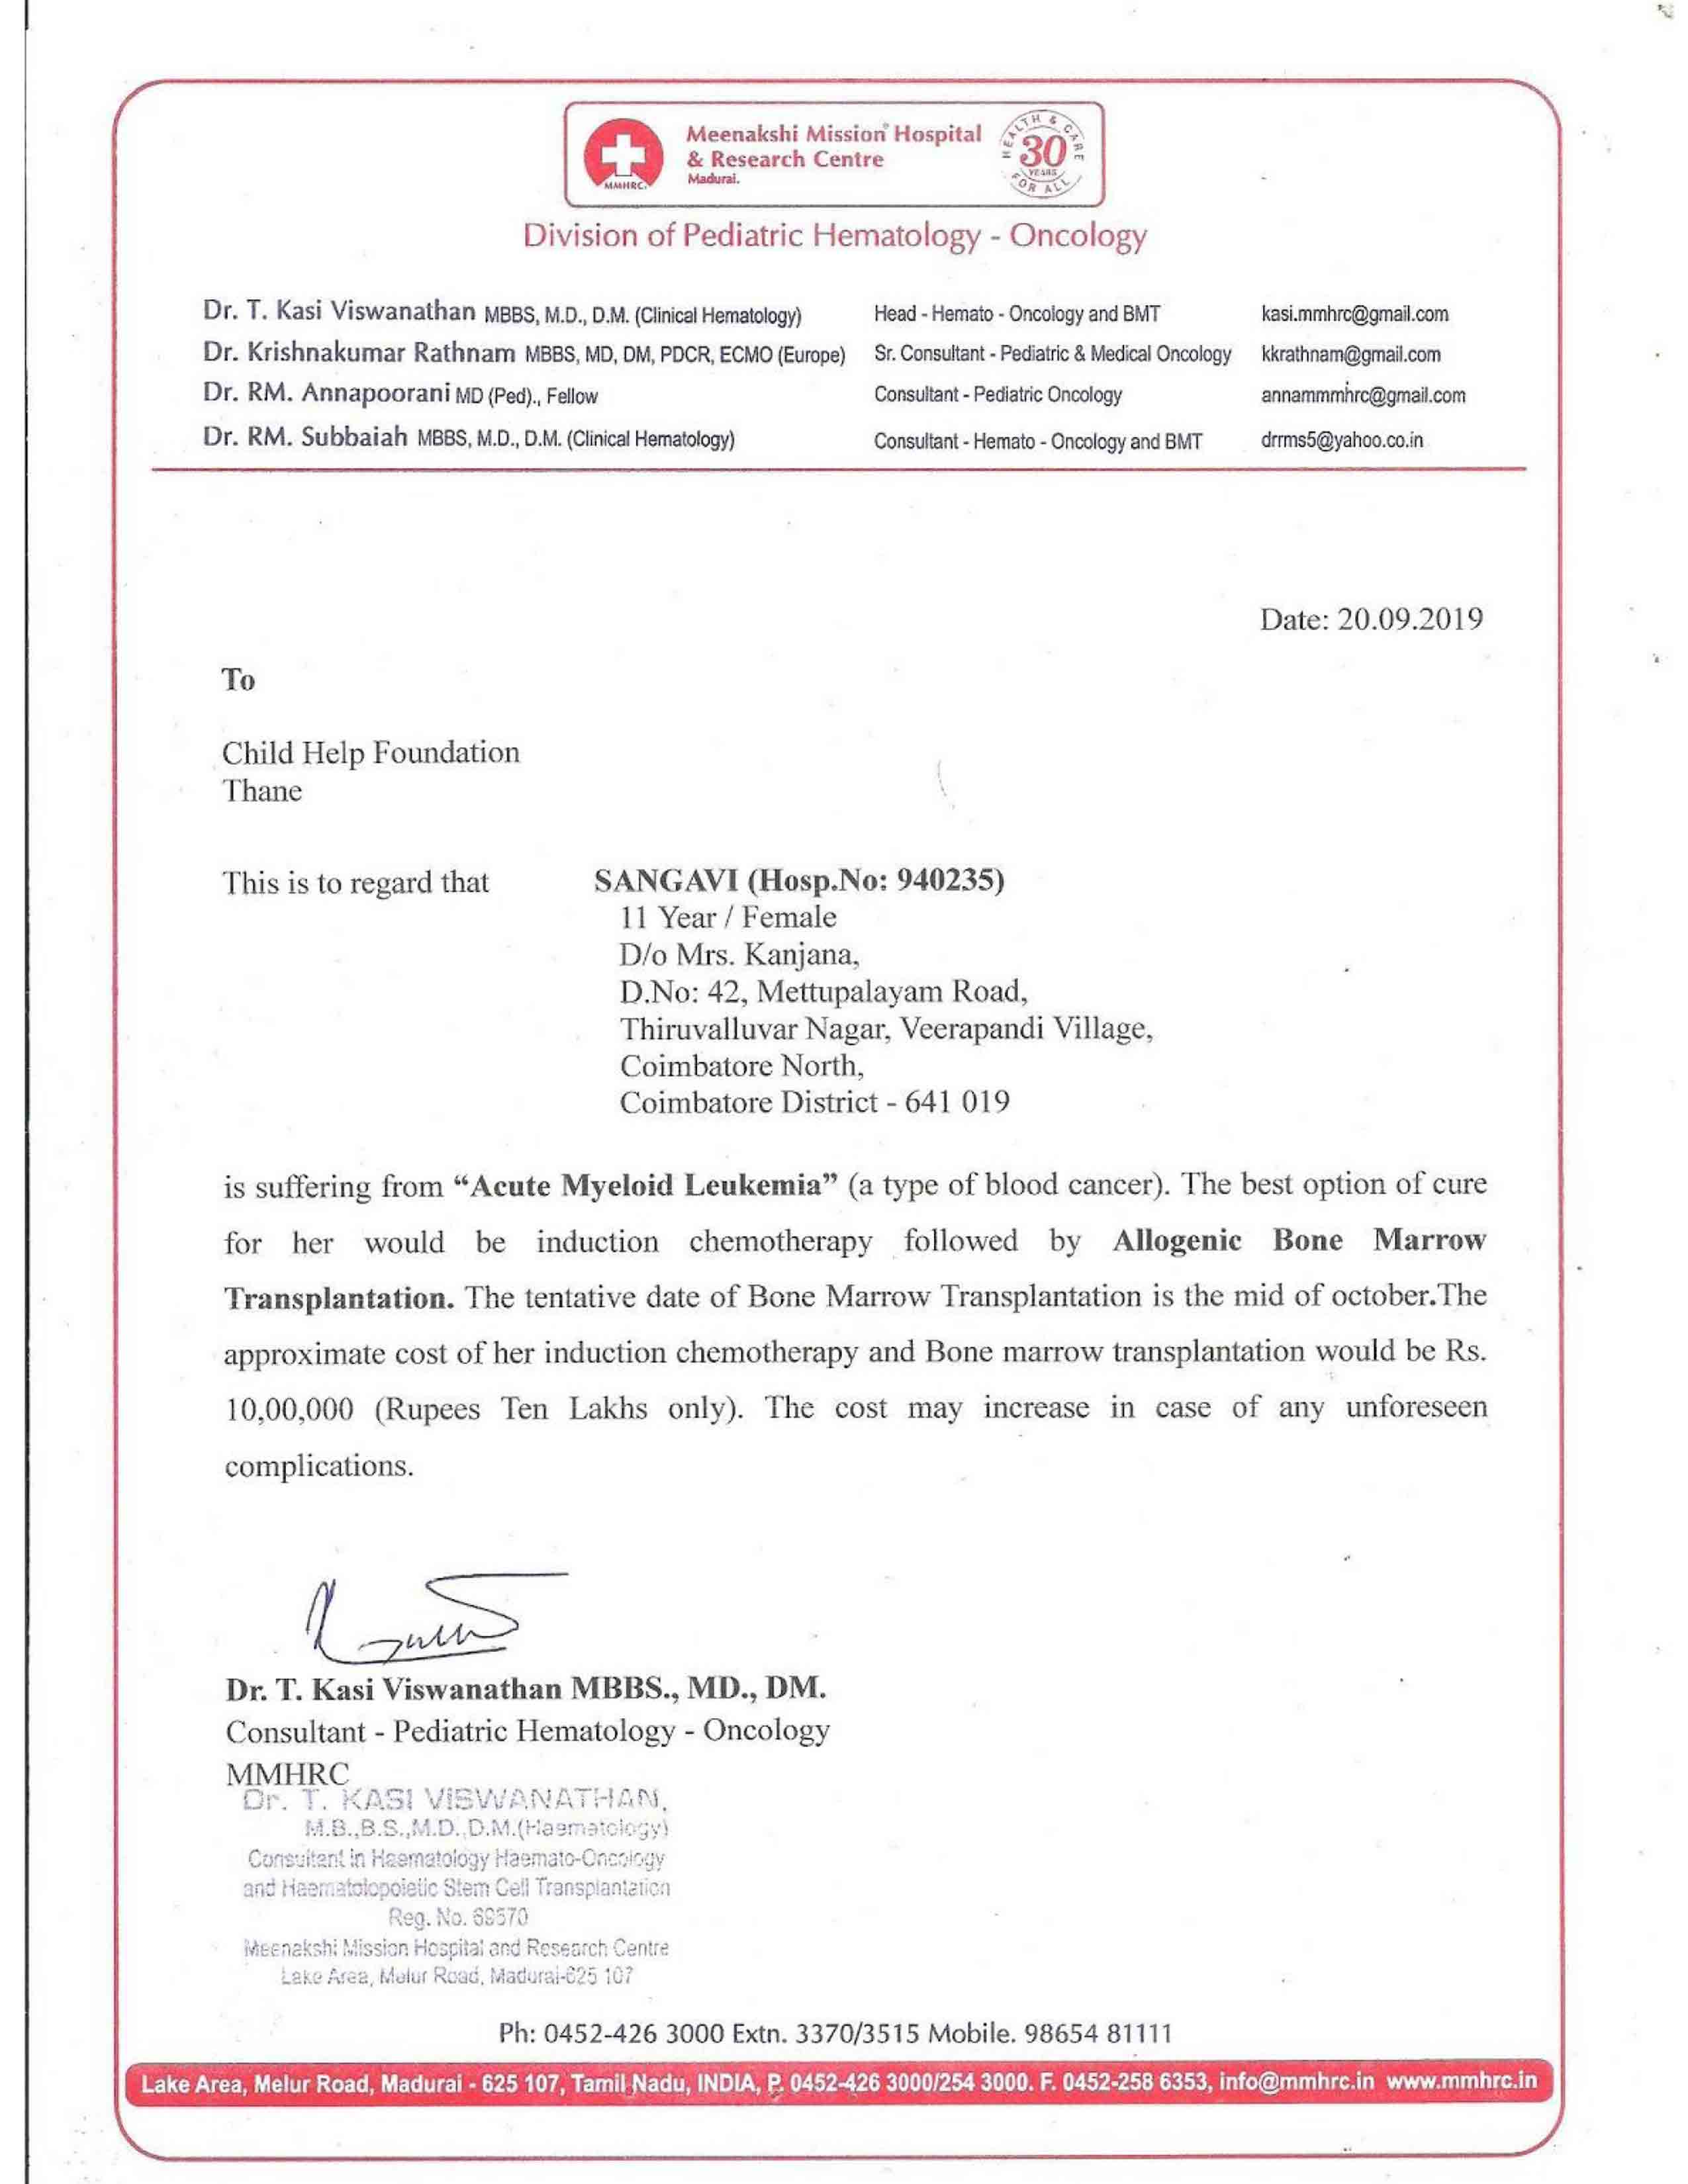 Meenakshi Mission Hospital
& Research Centre
Madurai.
MMHRC.
HEALTH & CARE
30
YEARS
FOR ALL
Division of Pediatric Hematology - Oncology
Dr. T. Kasi Viswanathan MBBS, M.D., D.M. (Clinical Hematology) Head - Hemato - Oncology and BMT kasi.mmhrc@gmail.com
Dr. Krishnakumar Rathnam MBBS, MD, DM, PDCR, ECMO (Europe) Sr. Consultant - Pediatric & Medical Oncology kkrathnam@gmail.com
Dr. RM. Annapoorani MD (Ped)., Fellow Consultant - Pediatric Oncology annammmhrc@gmail.com
Dr. RM. Subbaiah MBBS, M.D., D.M. (Clinical Hematology) Consultant - Hemato - Oncology and BMT drrms5@yahoo.co.in
Date: 20.09.2019
To
Child Help Foundation
Thane
This is to regard that SANGAVI (Hosp.No: 940235)
11 Year / Female
D/o Mrs. Kanjana,
D.No: 42, Mettupalayam Road,
Thiruvalluvar Nagar, Veerapandi Village,
Coimbatore North,
Coimbatore District - 641 019
is suffering from “Acute Myeloid Leukemia” (a type of blood cancer). The best option of cure
for her would be induction chemotherapy followed by Allogenic Bone Marrow
Transplantation. The tentative date of Bone Marrow Transplantation is the mid of october.The
approximate cost of her induction chemotherapy and Bone marrow transplantation would be Rs.
10,00,000 (Rupees Ten Lakhs only). The cost may increase in case of any unforeseen
complications.
Dr. T. Kasi Viswanathan MBBS., MD., DM.
Consultant - Pediatric Hematology - Oncology
MMHRC
Dr. T. KASI VISWANATHAN,
M.B.,B.S.,M.D.,D.M.(Haematology)
Consultant in Haematology Haemato-Oncology
and Haematolopoietic Stem Cell Transplantation
Reg. No.
Meenakshi Mission Hospital and Research Centre
Lake Area, Melur Road, Madurai-625 107
Ph: 0452-426 3000 Extn. 3370/3515 Mobile. 98654 81111
Lake Area, Melur Road, Madurai - 625 107, Tamil Nadu, INDIA, P. 0452-426 3000/254 3000. F. 0452-258 6353, info@mmhrc.in www.mmhrc.in